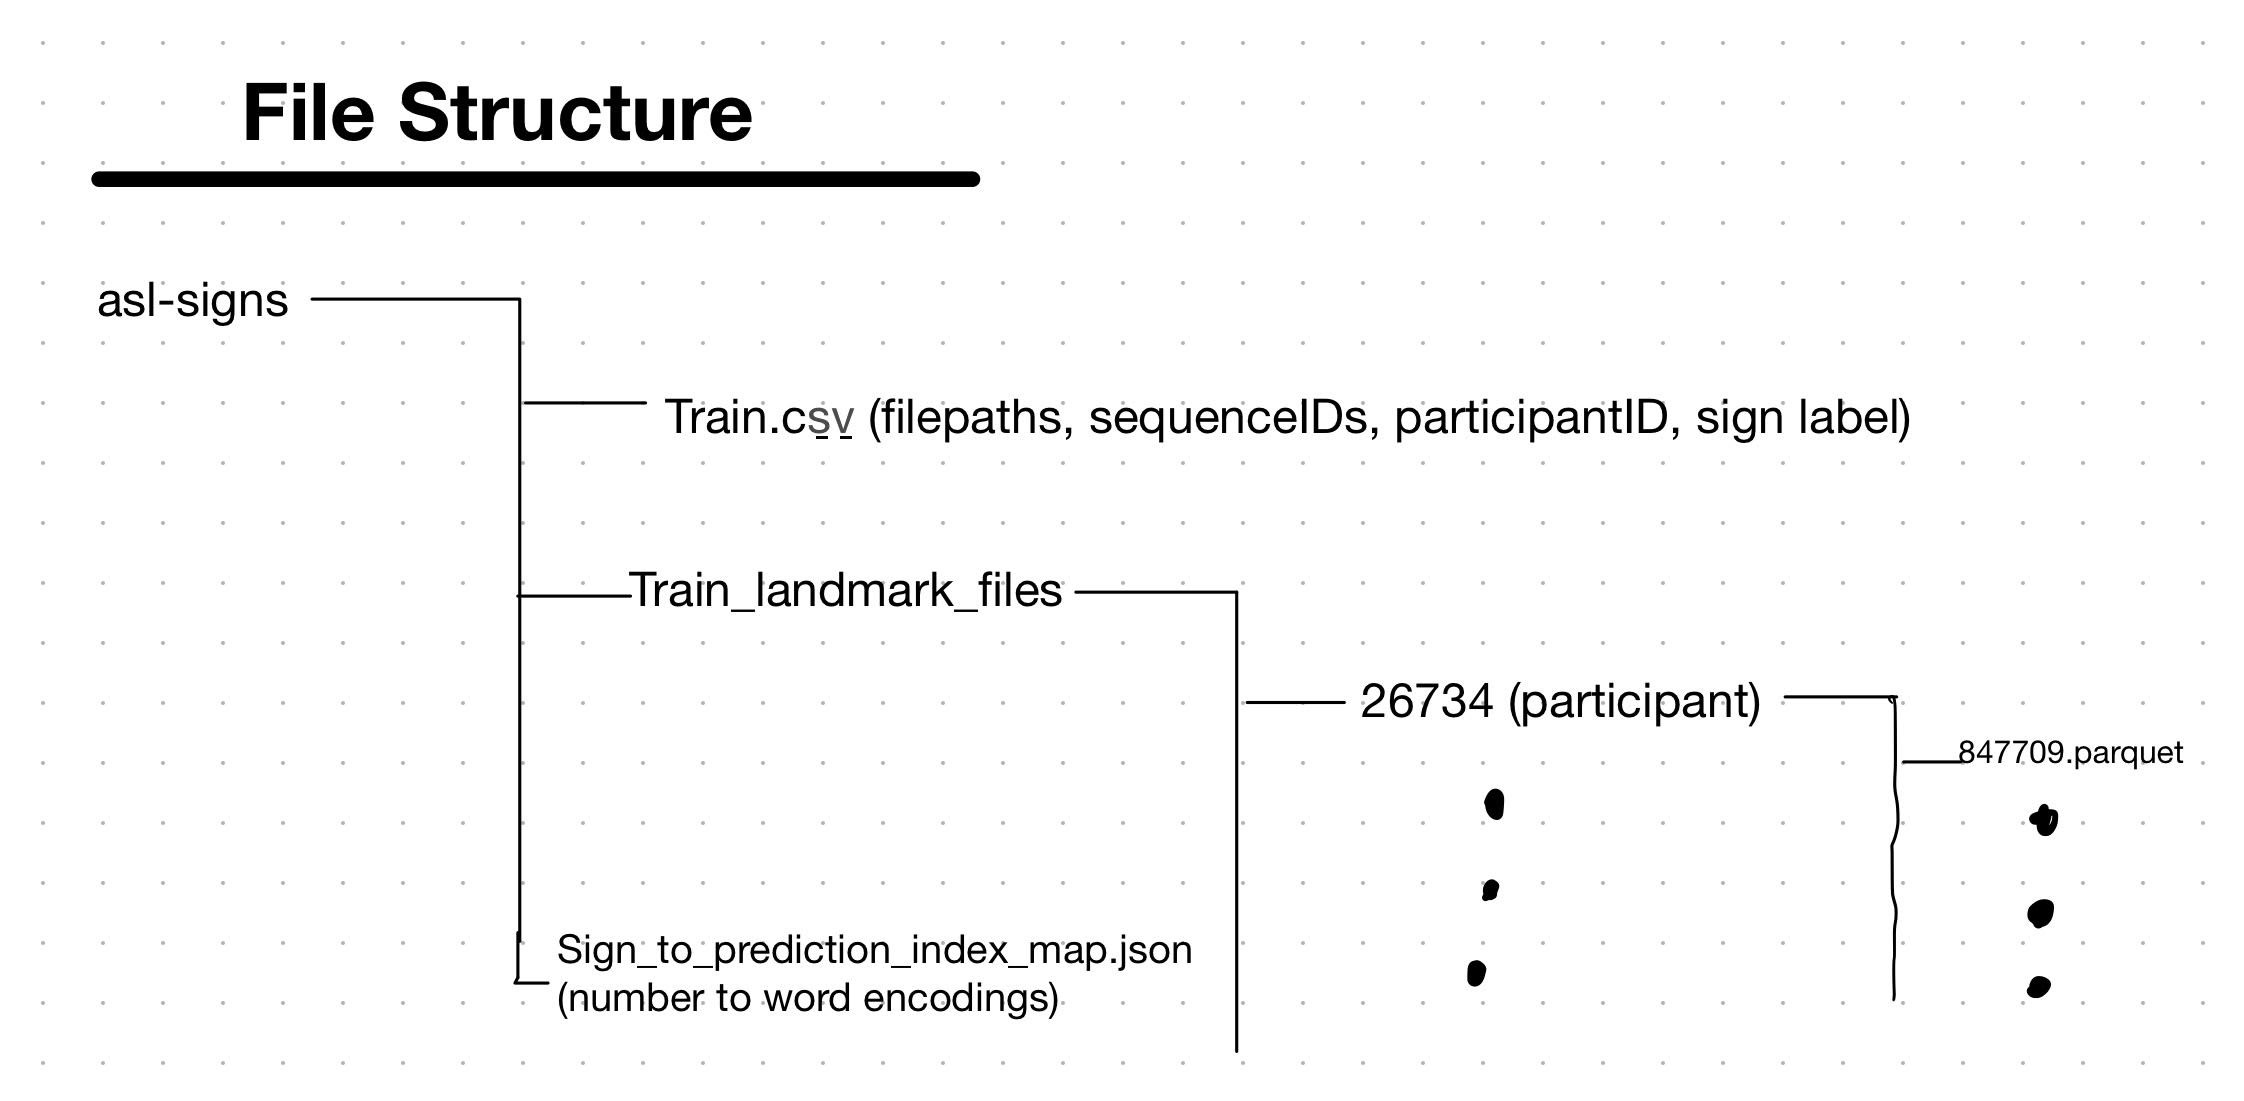 File Structure
asl-signs
Train.csv (filepaths, sequenceIDs, participantID, sign label)
Train_landmark_files
26734 (participant)
847709.parquet
Sign_to_prediction_index_map.json
(number to word encodings)